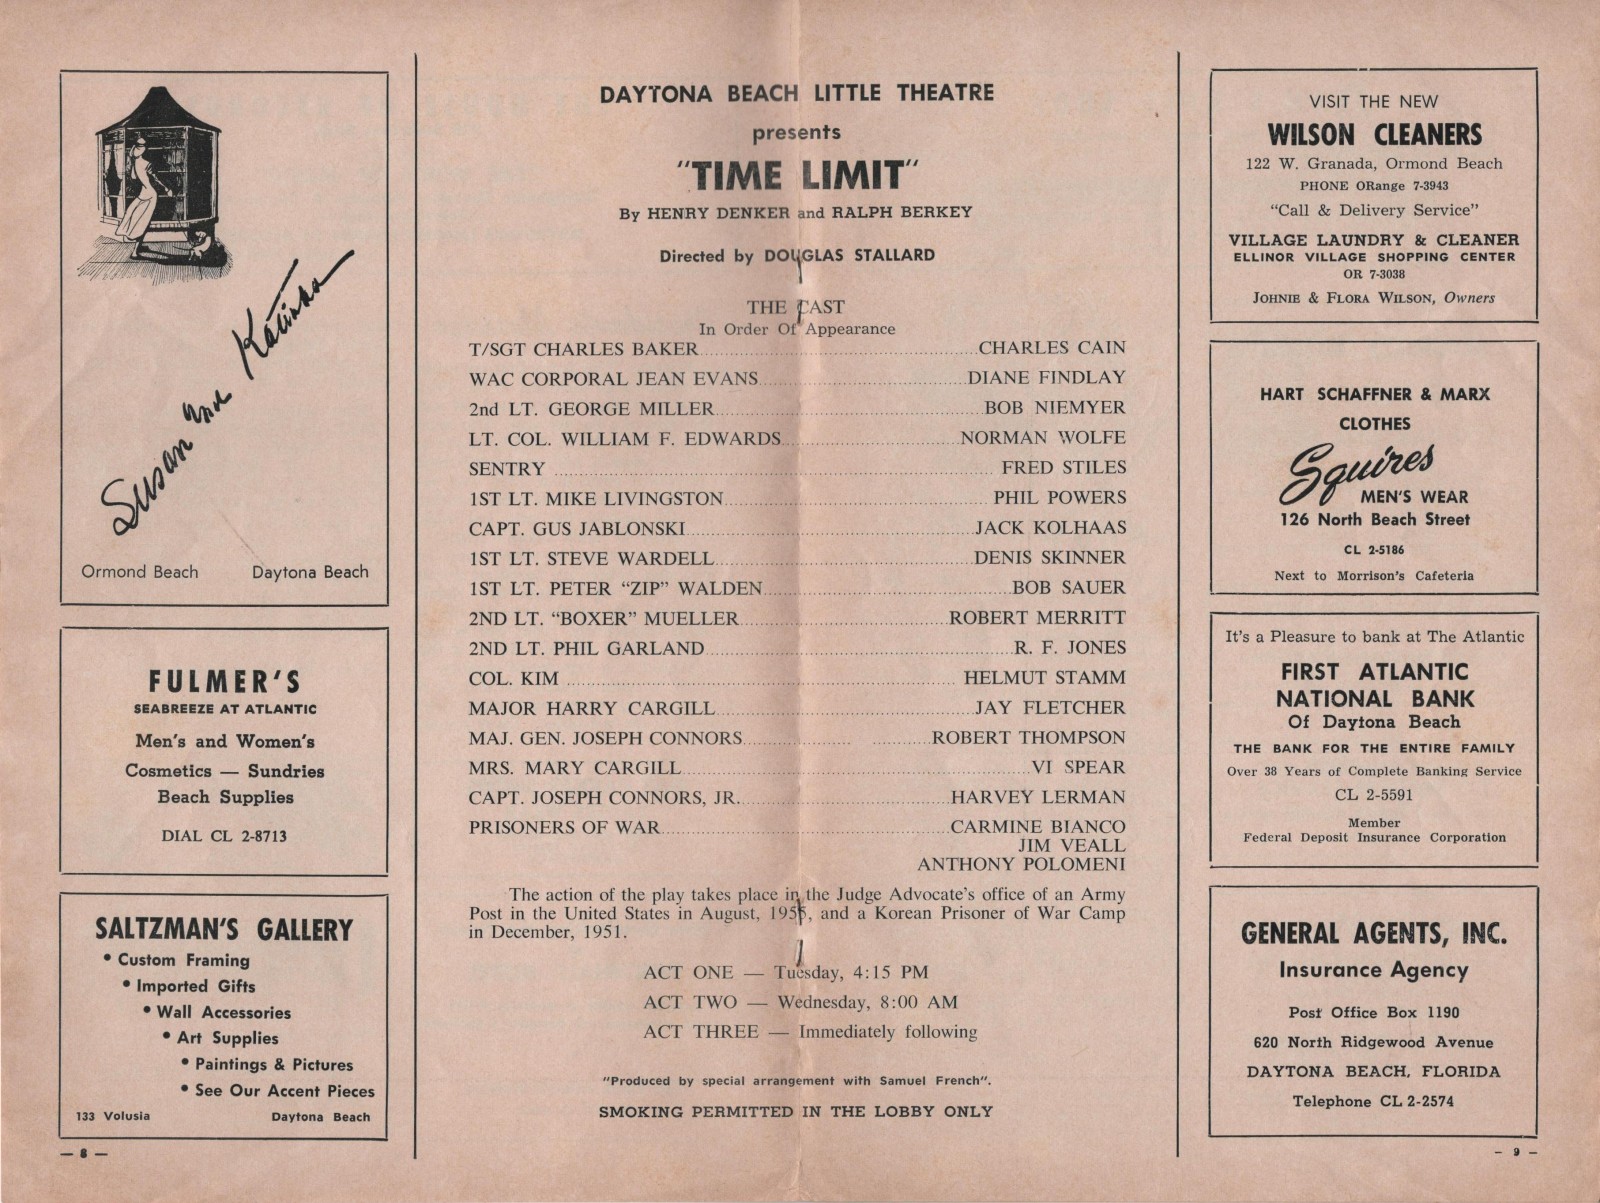 Susan and Katinka
Ormond Beach Daytona Beach
FULMER'S
SEABREEZE AT ATLANTIC
Men's and Women's
Cosmetics — Sundries
Beach Supplies
DIAL CL 2-8713
SALTZMAN'S GALLERY
• Custom Framing
• Imported Gifts
• Wall Accessories
• Art Supplies
• Paintings & Pictures
• See Our Accent Pieces
133 Volusia Daytona Beach
— 8 —
DAYTONA BEACH LITTLE THEATRE
presents
"TIME LIMIT"
By HENRY DENKER and RALPH BERKEY
Directed by DOUGLAS STALLARD
THE CAST
In Order Of Appearance
T/SGT CHARLES BAKER CHARLES CAIN
WAC CORPORAL JEAN EVANS DIANE FINDLAY
2nd LT. GEORGE MILLER BOB NIEMYER
LT. COL. WILLIAM F. EDWARDS NORMAN WOLFE
SENTRY FRED STILES
1ST LT. MIKE LIVINGSTON PHIL POWERS
CAPT. GUS JABLONSKI JACK KOLHAAS
1ST LT. STEVE WARDELL DENIS SKINNER
1ST LT. PETER "ZIP" WALDEN BOB SAUER
2ND LT. "BOXER" MUELLER ROBERT MERRITT
2ND LT. PHIL GARLAND R. F. JONES
COL. KIM HELMUT STAMM
MAJOR HARRY CARGILL JAY FLETCHER
MAJ. GEN. JOSEPH CONNORS ROBERT THOMPSON
MRS. MARY CARGILL VI SPEAR
CAPT. JOSEPH CONNORS, JR. HARVEY LERMAN
PRISONERS OF WAR CARMINE BIANCO
JIM VEALL
ANTHONY POLOMENI
The action of the play takes place in the Judge Advocate's office of an Army
Post in the United States in August, and a Korean Prisoner of War Camp
in December, 1951.
ACT ONE — Tuesday, 4:15 PM
ACT TWO — Wednesday, 8:00 AM
ACT THREE — Immediately following
"Produced by special arrangement with Samuel French".
SMOKING PERMITTED IN THE LOBBY ONLY
VISIT THE NEW
WILSON CLEANERS
122 W. Granada, Ormond Beach
PHONE ORange 7-3943
"Call & Delivery Service"
VILLAGE LAUNDRY & CLEANER
ELLINOR VILLAGE SHOPPING CENTER
OR 7-3038
JOHNIE & FLORA WILSON, Owners
HART SCHAFFNER & MARX
CLOTHES
Squires
MEN'S WEAR
126 North Beach Street
CL 2-5186
Next to Morrison's Cafeteria
It's a Pleasure to bank at The Atlantic
FIRST ATLANTIC
NATIONAL BANK
Of Daytona Beach
THE BANK FOR THE ENTIRE FAMILY
Over 38 Years of Complete Banking Service
CL 2-5591
Member
Federal Deposit Insurance Corporation
GENERAL AGENTS, INC.
Insurance Agency
Post Office Box 1190
620 North Ridgewood Avenue
DAYTONA BEACH, FLORIDA
Telephone CL 2-2574
— 9 —